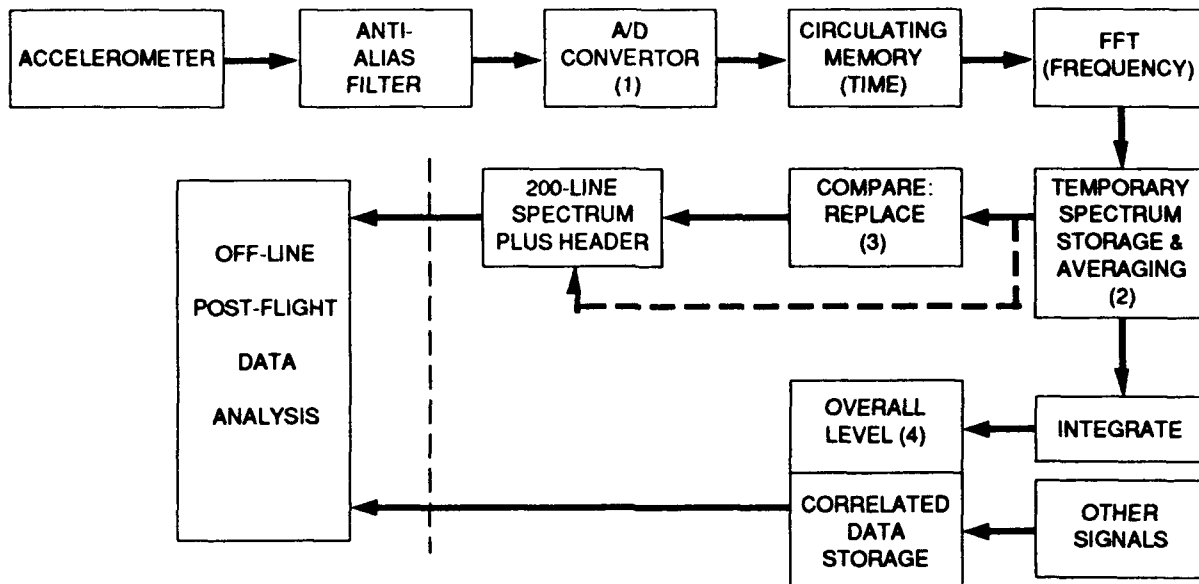 ACCELEROMETER
ANTI-
ALIAS
FILTER
A/D
CONVERTOR
(1)
CIRCULATING
MEMORY
(TIME)
FFT
(FREQUENCY)
TEMPORARY
SPECTRUM
STORAGE &
AVERAGING
(2)
COMPARE:
REPLACE
(3)
200-LINE
SPECTRUM
PLUS HEADER
OFF-LINE
POST-FLIGHT
DATA
ANALYSIS
INTEGRATE
OVERALL
LEVEL (4)
OTHER
SIGNALS
CORRELATED
DATA
STORAGE